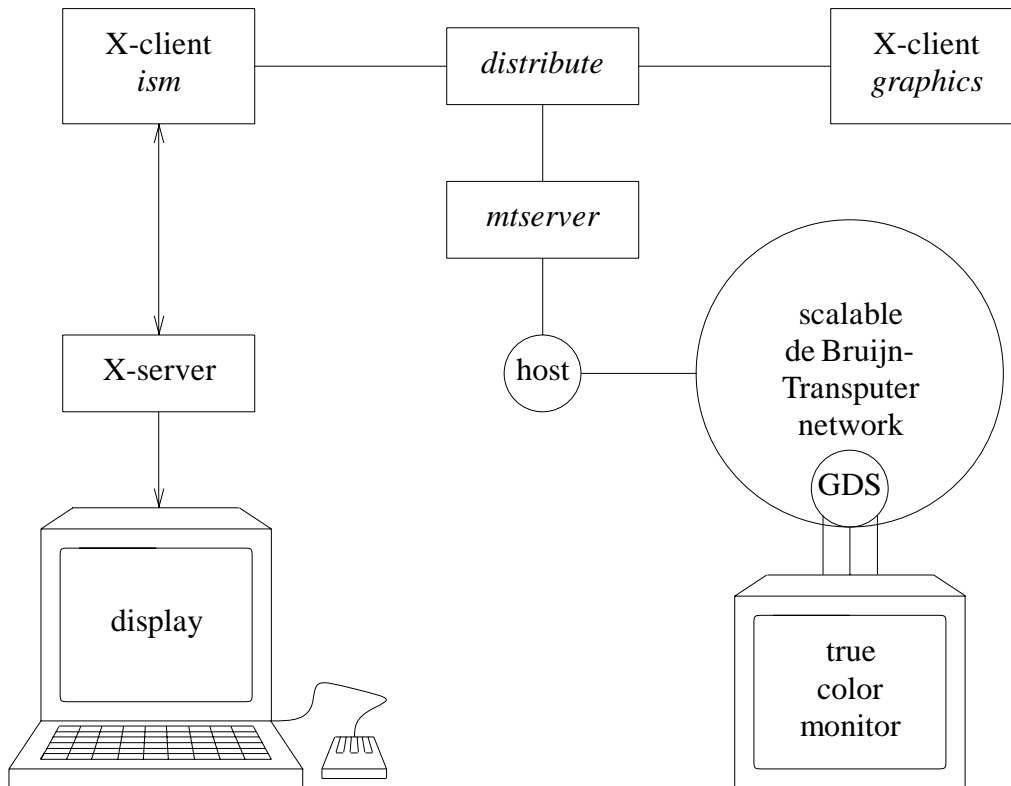 X-client
ism
distribute
X-client
graphics
mtserver
scalable
de Bruijn-
Transputer
network
host
X-server
GDS
display
true
color
monitor